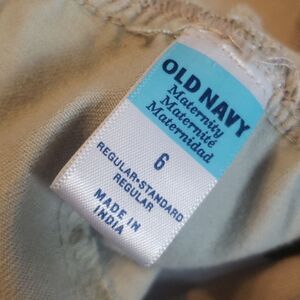 OLD NAVY
Maternity
Maternité
Maternidad
6
REGULAR•STANDARD
REGULAR
MADE IN
INDIA